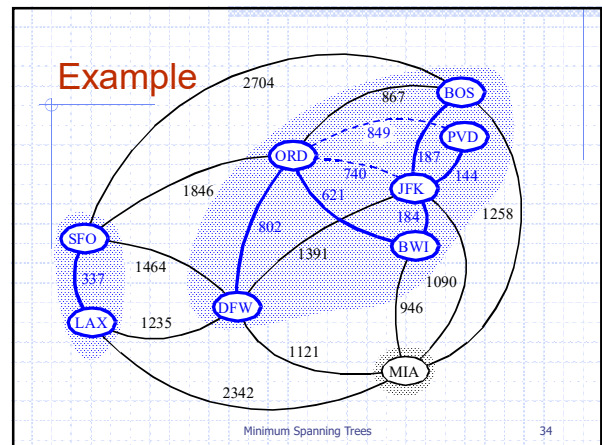 Example
2704
867
BOS
849
PVD
ORD
187
740
144
JFK
1846
621
184
1258
SFO
802
1391
BWI
1464
337
1090
DFW
946
LAX
1235
1121
MIA
2342
Minimum Spanning Trees
34